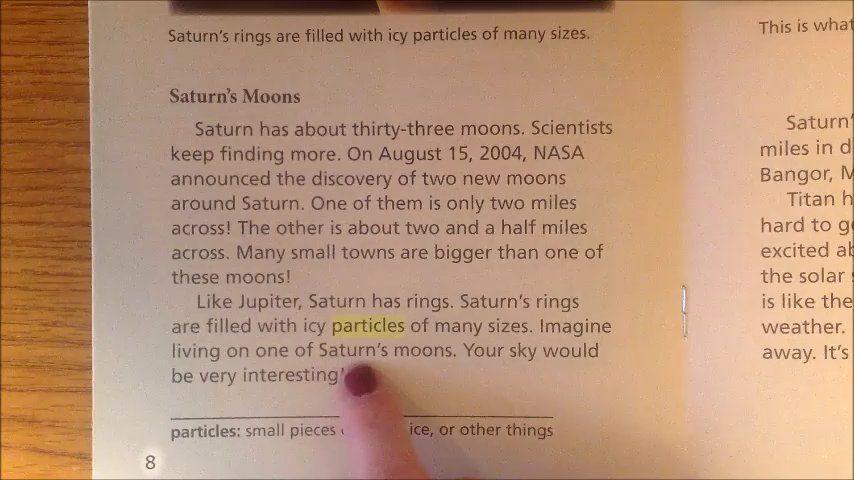 Saturn's rings are filled with icy particles of many sizes.
Saturn's Moons
Saturn has about thirty-three moons. Scientists
keep finding more. On August 15, 2004, NASA
announced the discovery of two new moons
around Saturn. One of them is only two miles
across! The other is about two and a half miles
across. Many small towns are bigger than one of
these moons!
Like Jupiter, Saturn has rings. Saturn's rings
are filled with icy particles of many sizes. Imagine
living on one of Saturn's moons. Your sky would
be very interesting!
particles: small pieces ice, or other things
8
This is what
Saturn'
miles in d
Bangor, M
Titan h
hard to g
excited ab
the solar
is like the
weather.
away. It's